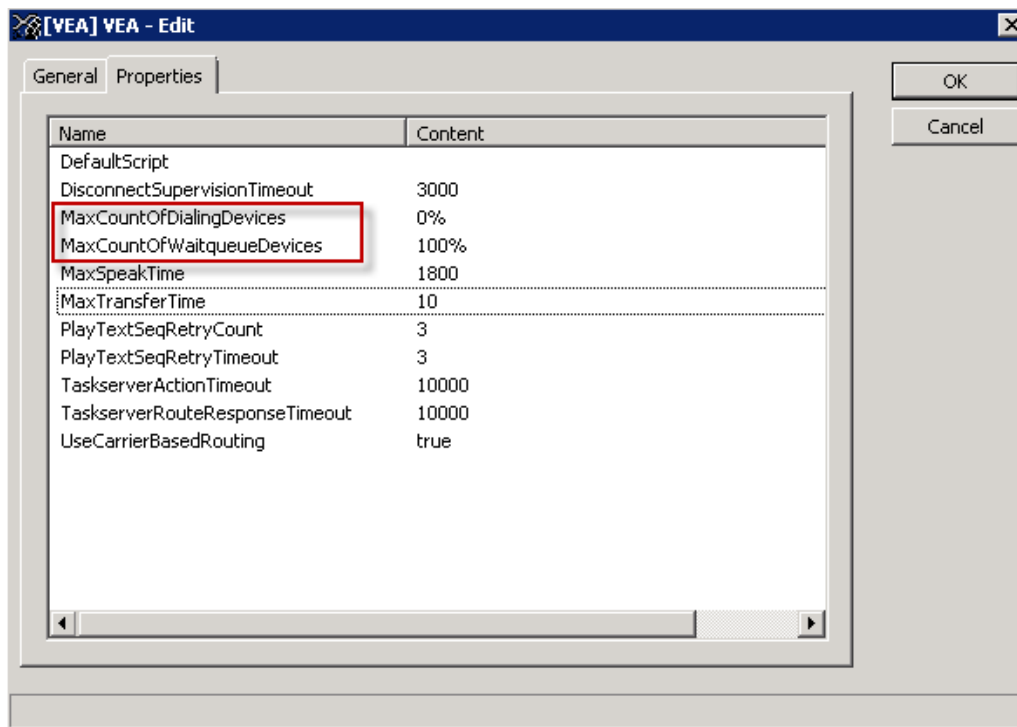 [VEA] VEA - Edit
General Properties
OK
Cancel
Name Content
DefaultScript
DisconnectSupervisionTimeout 3000
MaxCountOfDialingDevices 0%
MaxCountOfWaitqueueDevices 100%
MaxSpeakTime 1800
MaxTransferTime 10
PlayTextSeqRetryCount 3
PlayTextSeqRetryTimeout 3
TaskserverActionTimeout 10000
TaskserverRouteResponseTimeout 10000
UseCarrierBasedRouting true